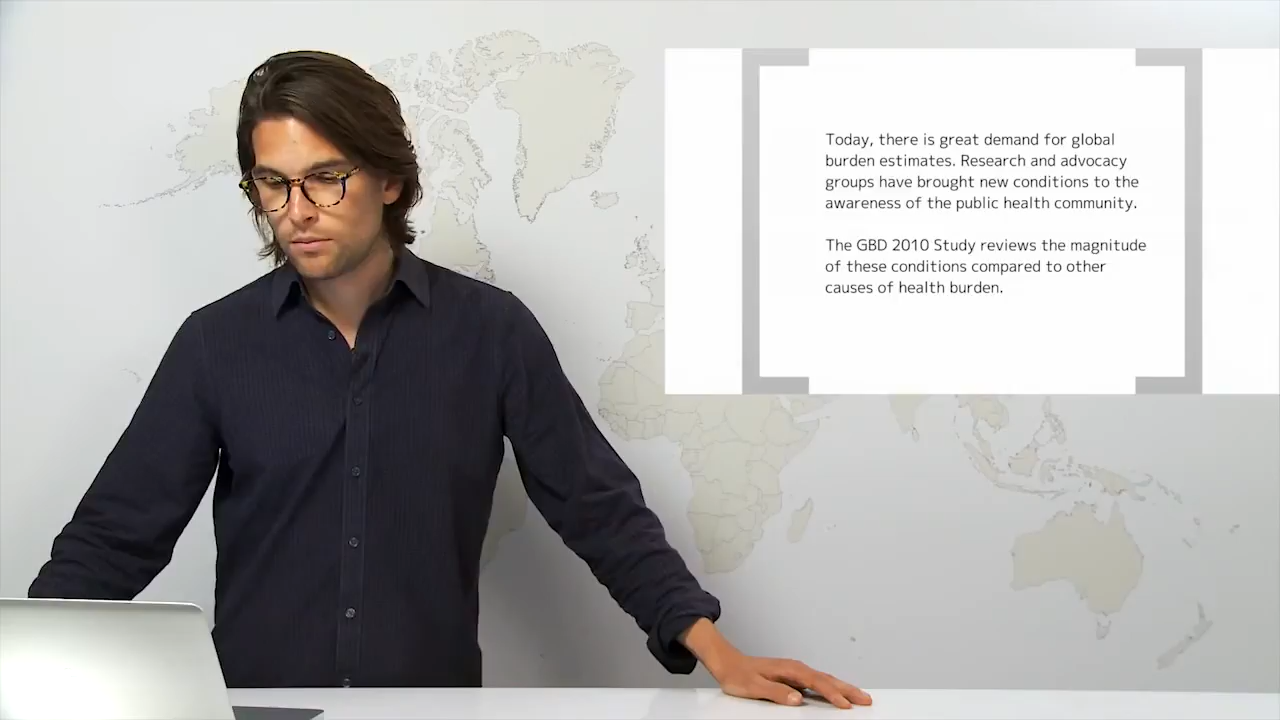 Today, there is great demand for global
burden estimates. Research and advocacy
groups have brought new conditions to the
awareness of the public health community.
The GBD 2010 Study reviews the magnitude
of these conditions compared to other
causes of health burden.